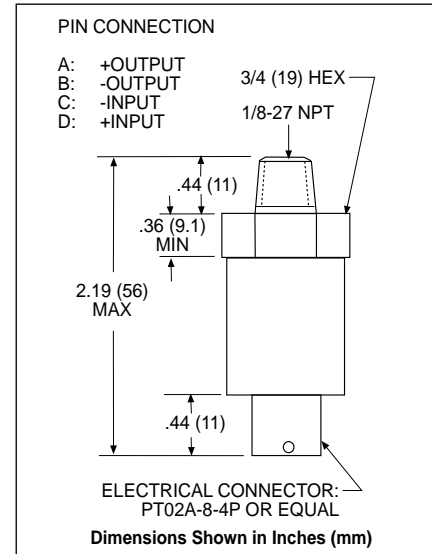 PIN CONNECTION
A: +OUTPUT
B: -OUTPUT
C: -INPUT
D: +INPUT
3/4 (19) HEX
1/8-27 NPT
.44 (11)
.36 (9.1)
MIN
2.19 (56)
MAX
.44 (11)
ELECTRICAL CONNECTOR:
PT02A-8-4P OR EQUAL
Dimensions Shown in Inches (mm)